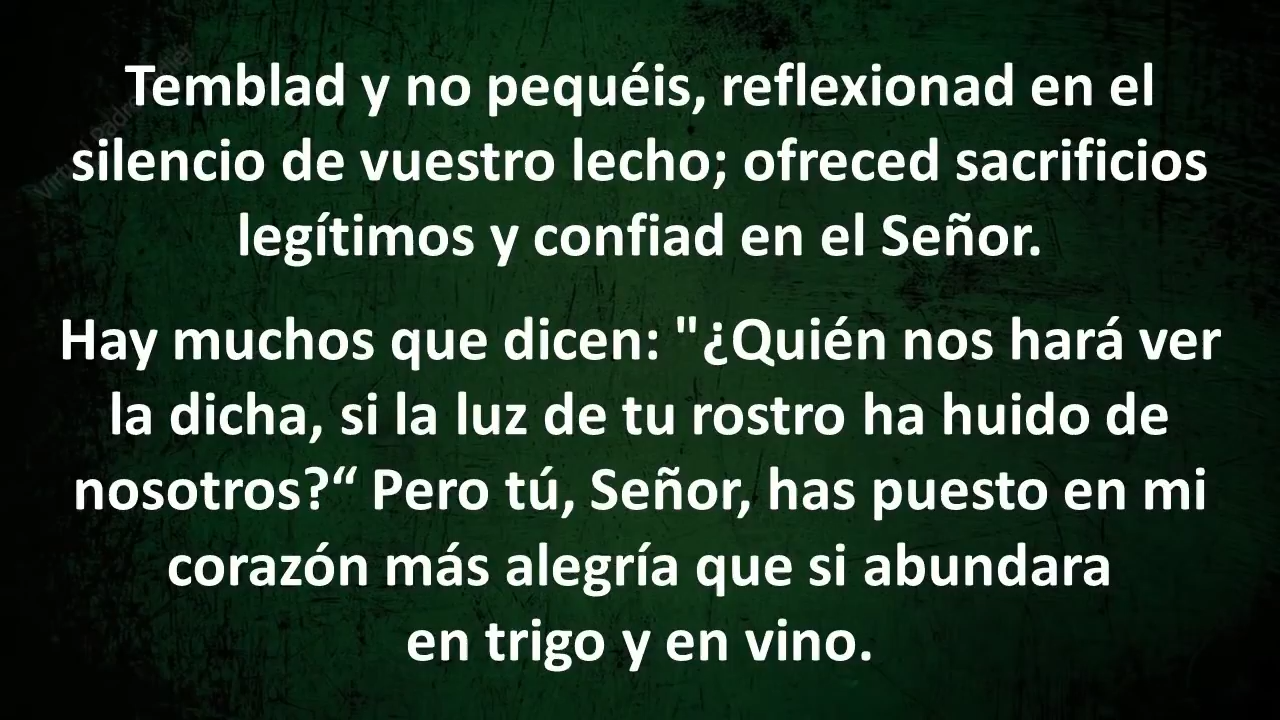 Temblad y no pequéis, reflexionad en el
silencio de vuestro lecho; ofreced sacrificios
legítimos y confiad en el Señor.
Hay muchos que dicen: "¿Quién nos hará ver
la dicha, si la luz de tu rostro ha huido de
nosotros?“ Pero tú, Señor, has puesto en mi
corazón más alegría que si abundara
en trigo y en vino.